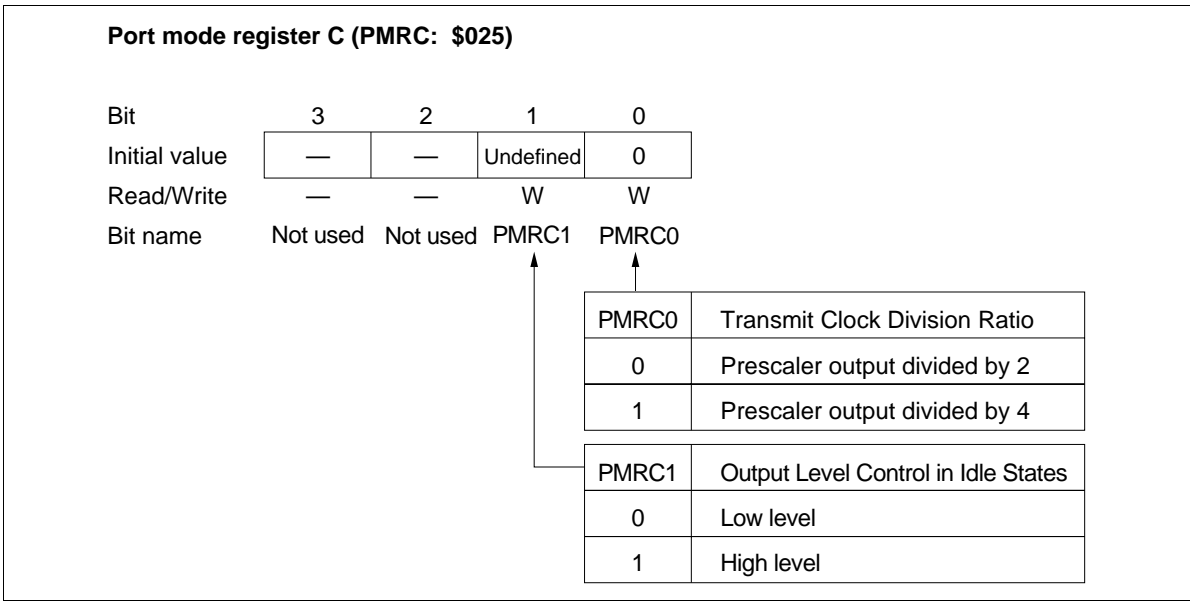 Port mode register C (PMRC: $025)
Bit 3 2 1 0
Initial value — — Undefined 0
Read/Write — — W W
Bit name Not used Not used PMRC1 PMRC0
PMRC0 Transmit Clock Division Ratio
0 Prescaler output divided by 2
1 Prescaler output divided by 4
PMRC1 Output Level Control in Idle States
0 Low level
1 High level